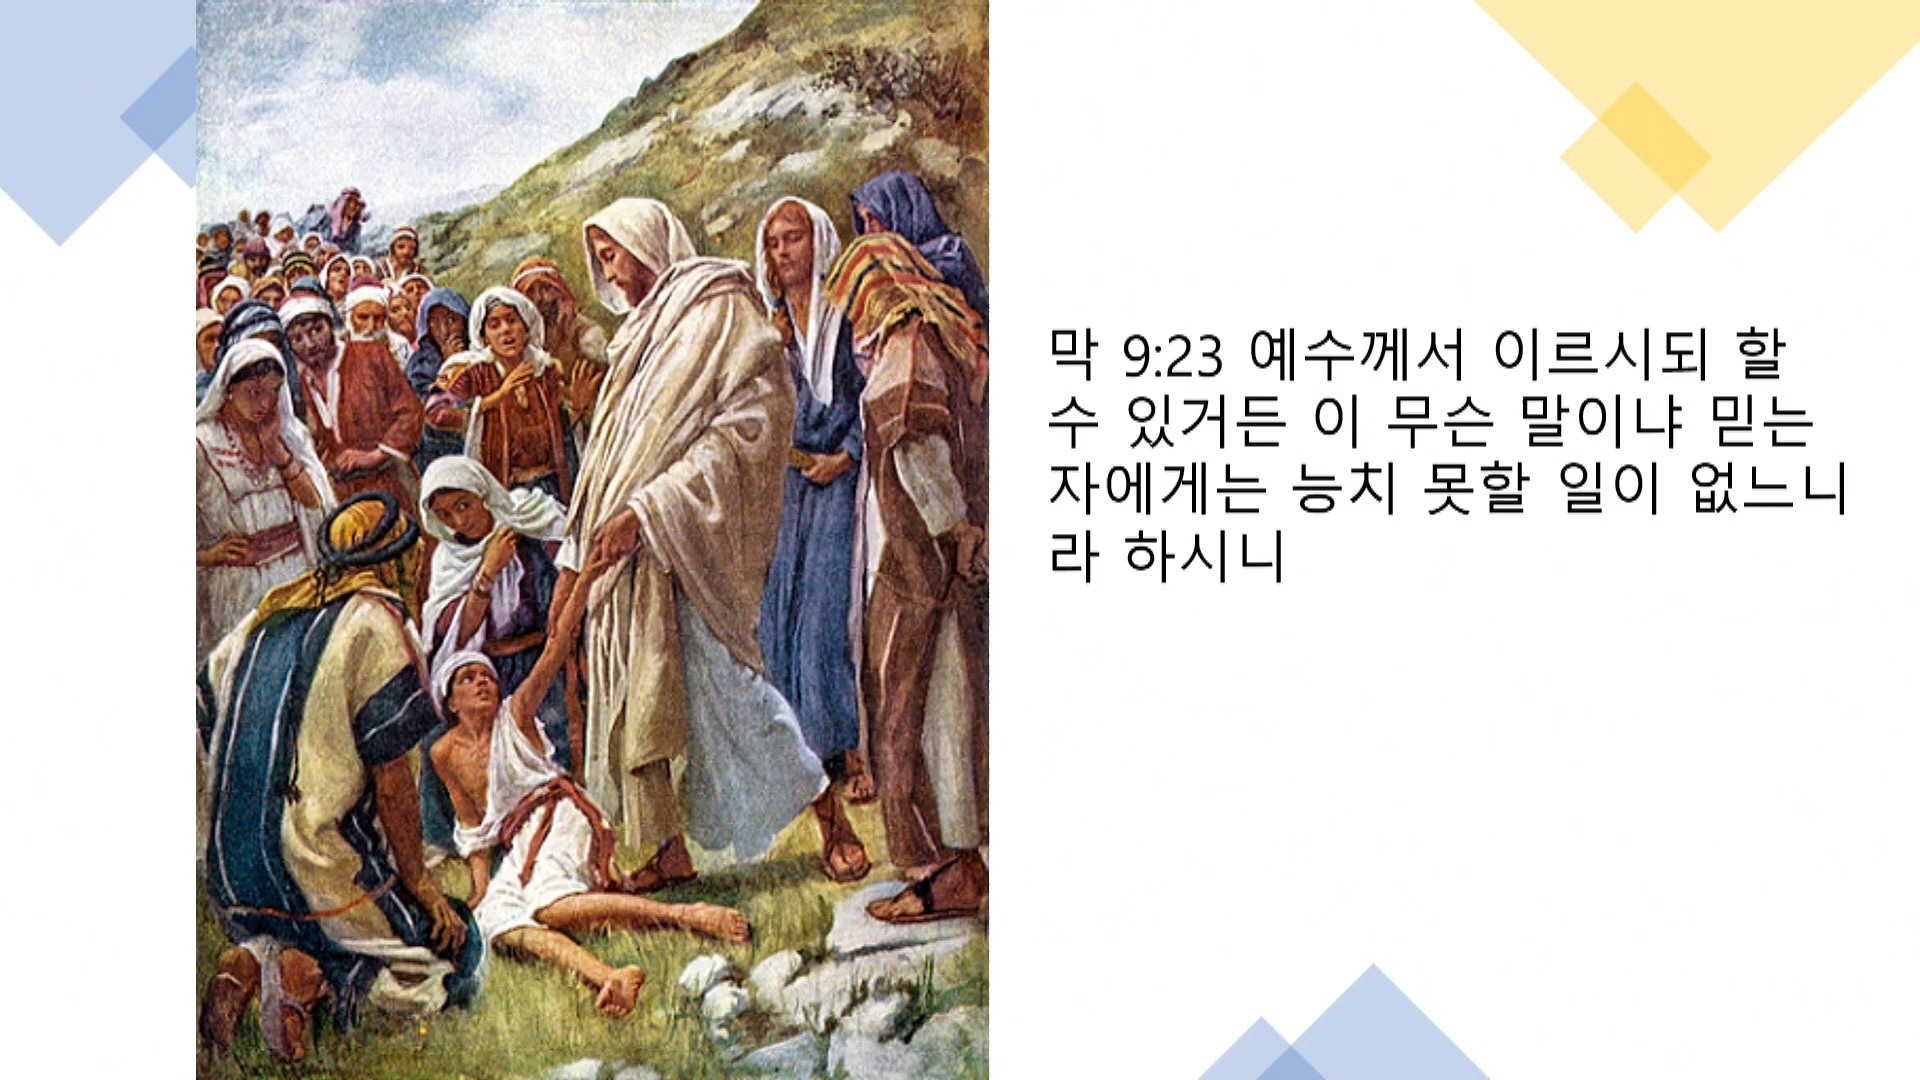 막 9:23 예수께서 이르시되 할
수 있거든 이 무슨 말이냐 믿는
자에게는 능치 못할 일이 없느니
라 하시니